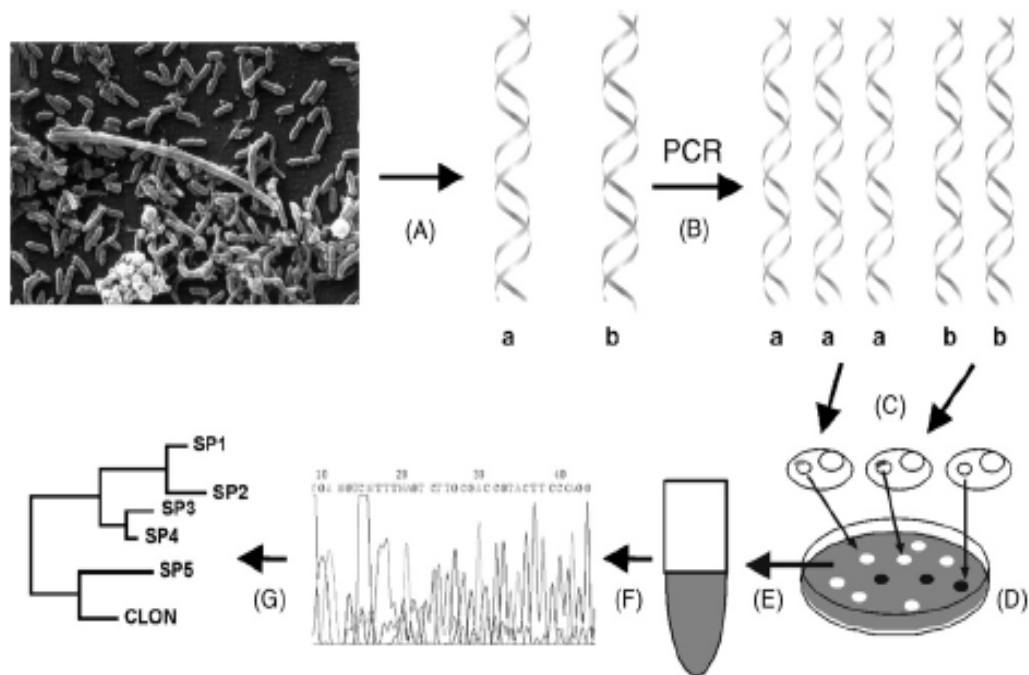 PCR
(A)
(B)
a
b
a
a
a
b
b
(C)
SP1
SP2
SP3
SP4
SP5
CLON
(G)
10 20 30 40
(F)
(E)
(D)